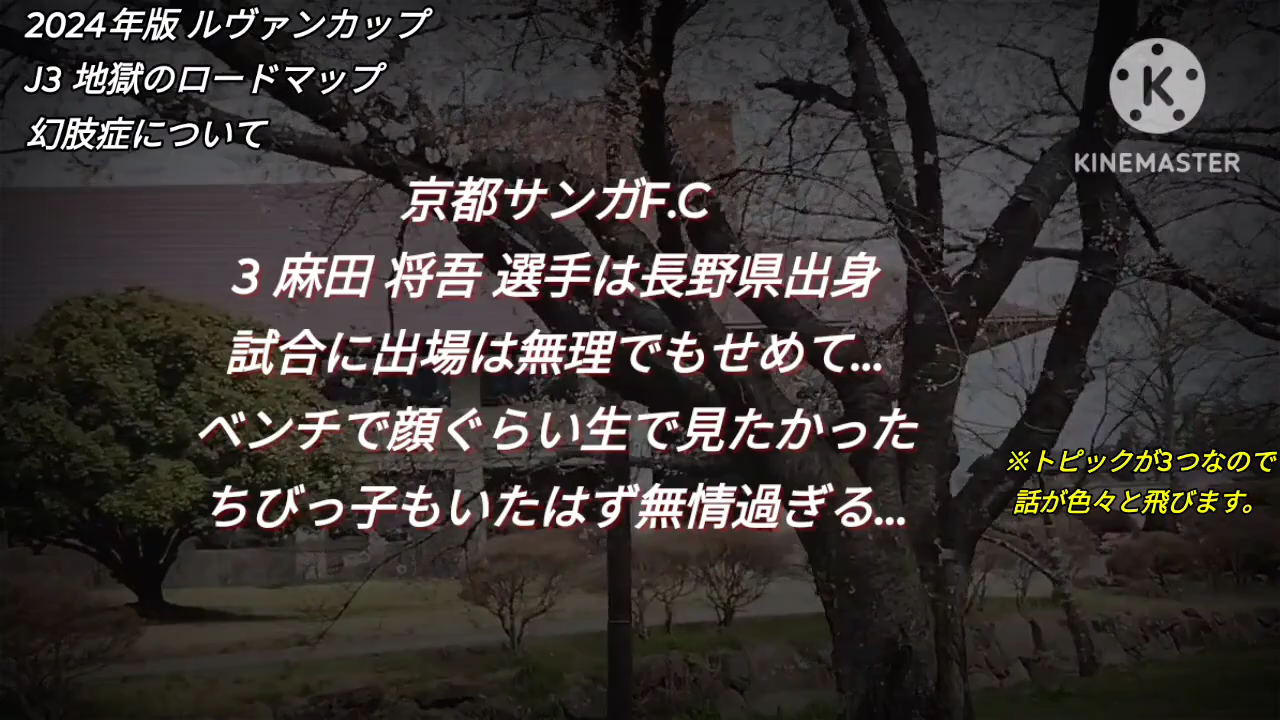 2024年版 ルヴァンカップ
J3 地獄のロードマップ
幻肢症について
KINEMASTER
京都サンガF.C
3 麻田 将吾 選手は長野県出身
試合に出場は無理でもせめて...
ベンチで顔ぐらい生で見たかった
ちびっ子もいたはず無情過ぎる...
※トピックが3つなので
話が色々と飛びます。